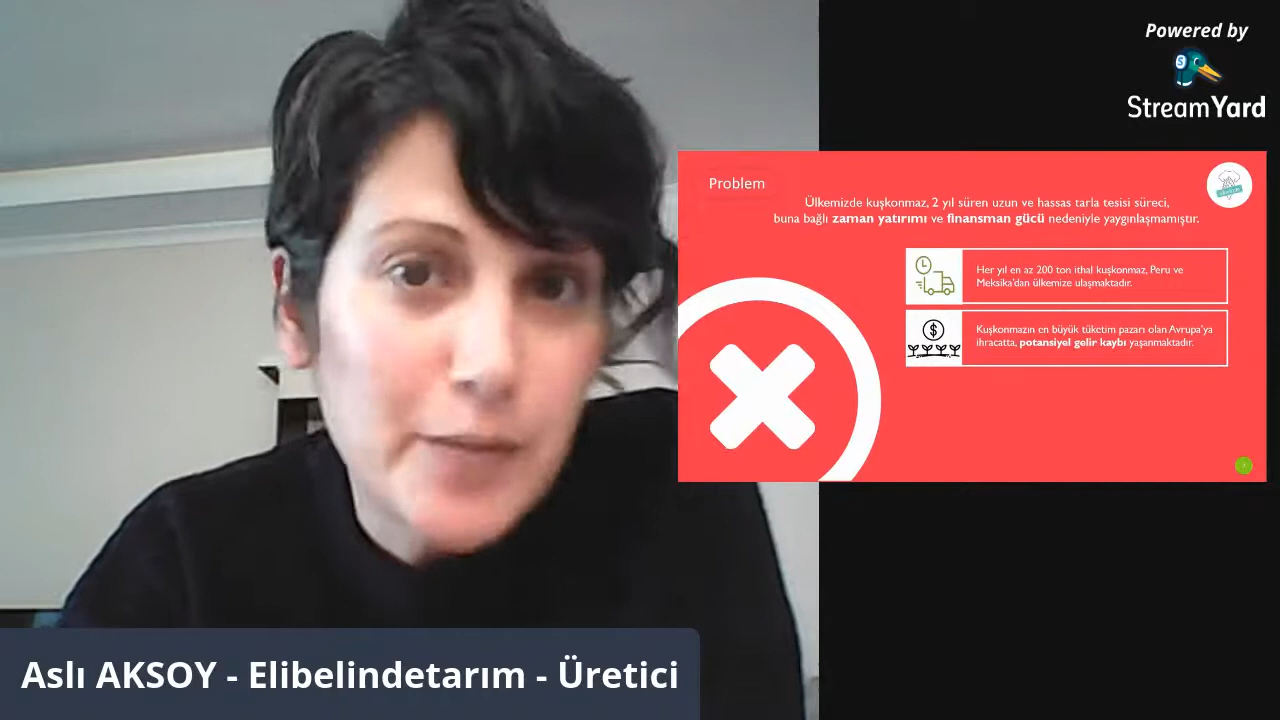 Powered by
StreamYard
Problem
Ülkemizde kuşkonmaz, 2 yıl süren uzun ve hassas tarla tesisi süreci,
buna bağlı zaman yatırımı ve finansman gücü nedeniyle yaygınlaşmamıştır.
Her yıl en az 200 ton ithal kuşkonmaz, Peru ve
Meksika'dan ülkemize ulaşmaktadır.
Kuşkonmazın en büyük tüketim pazarı olan Avrupa'ya
ihracatta, potansiyel gelir kaybı yaşanmaktadır.
Aslı AKSOY - Elibelindetarım - Üretici